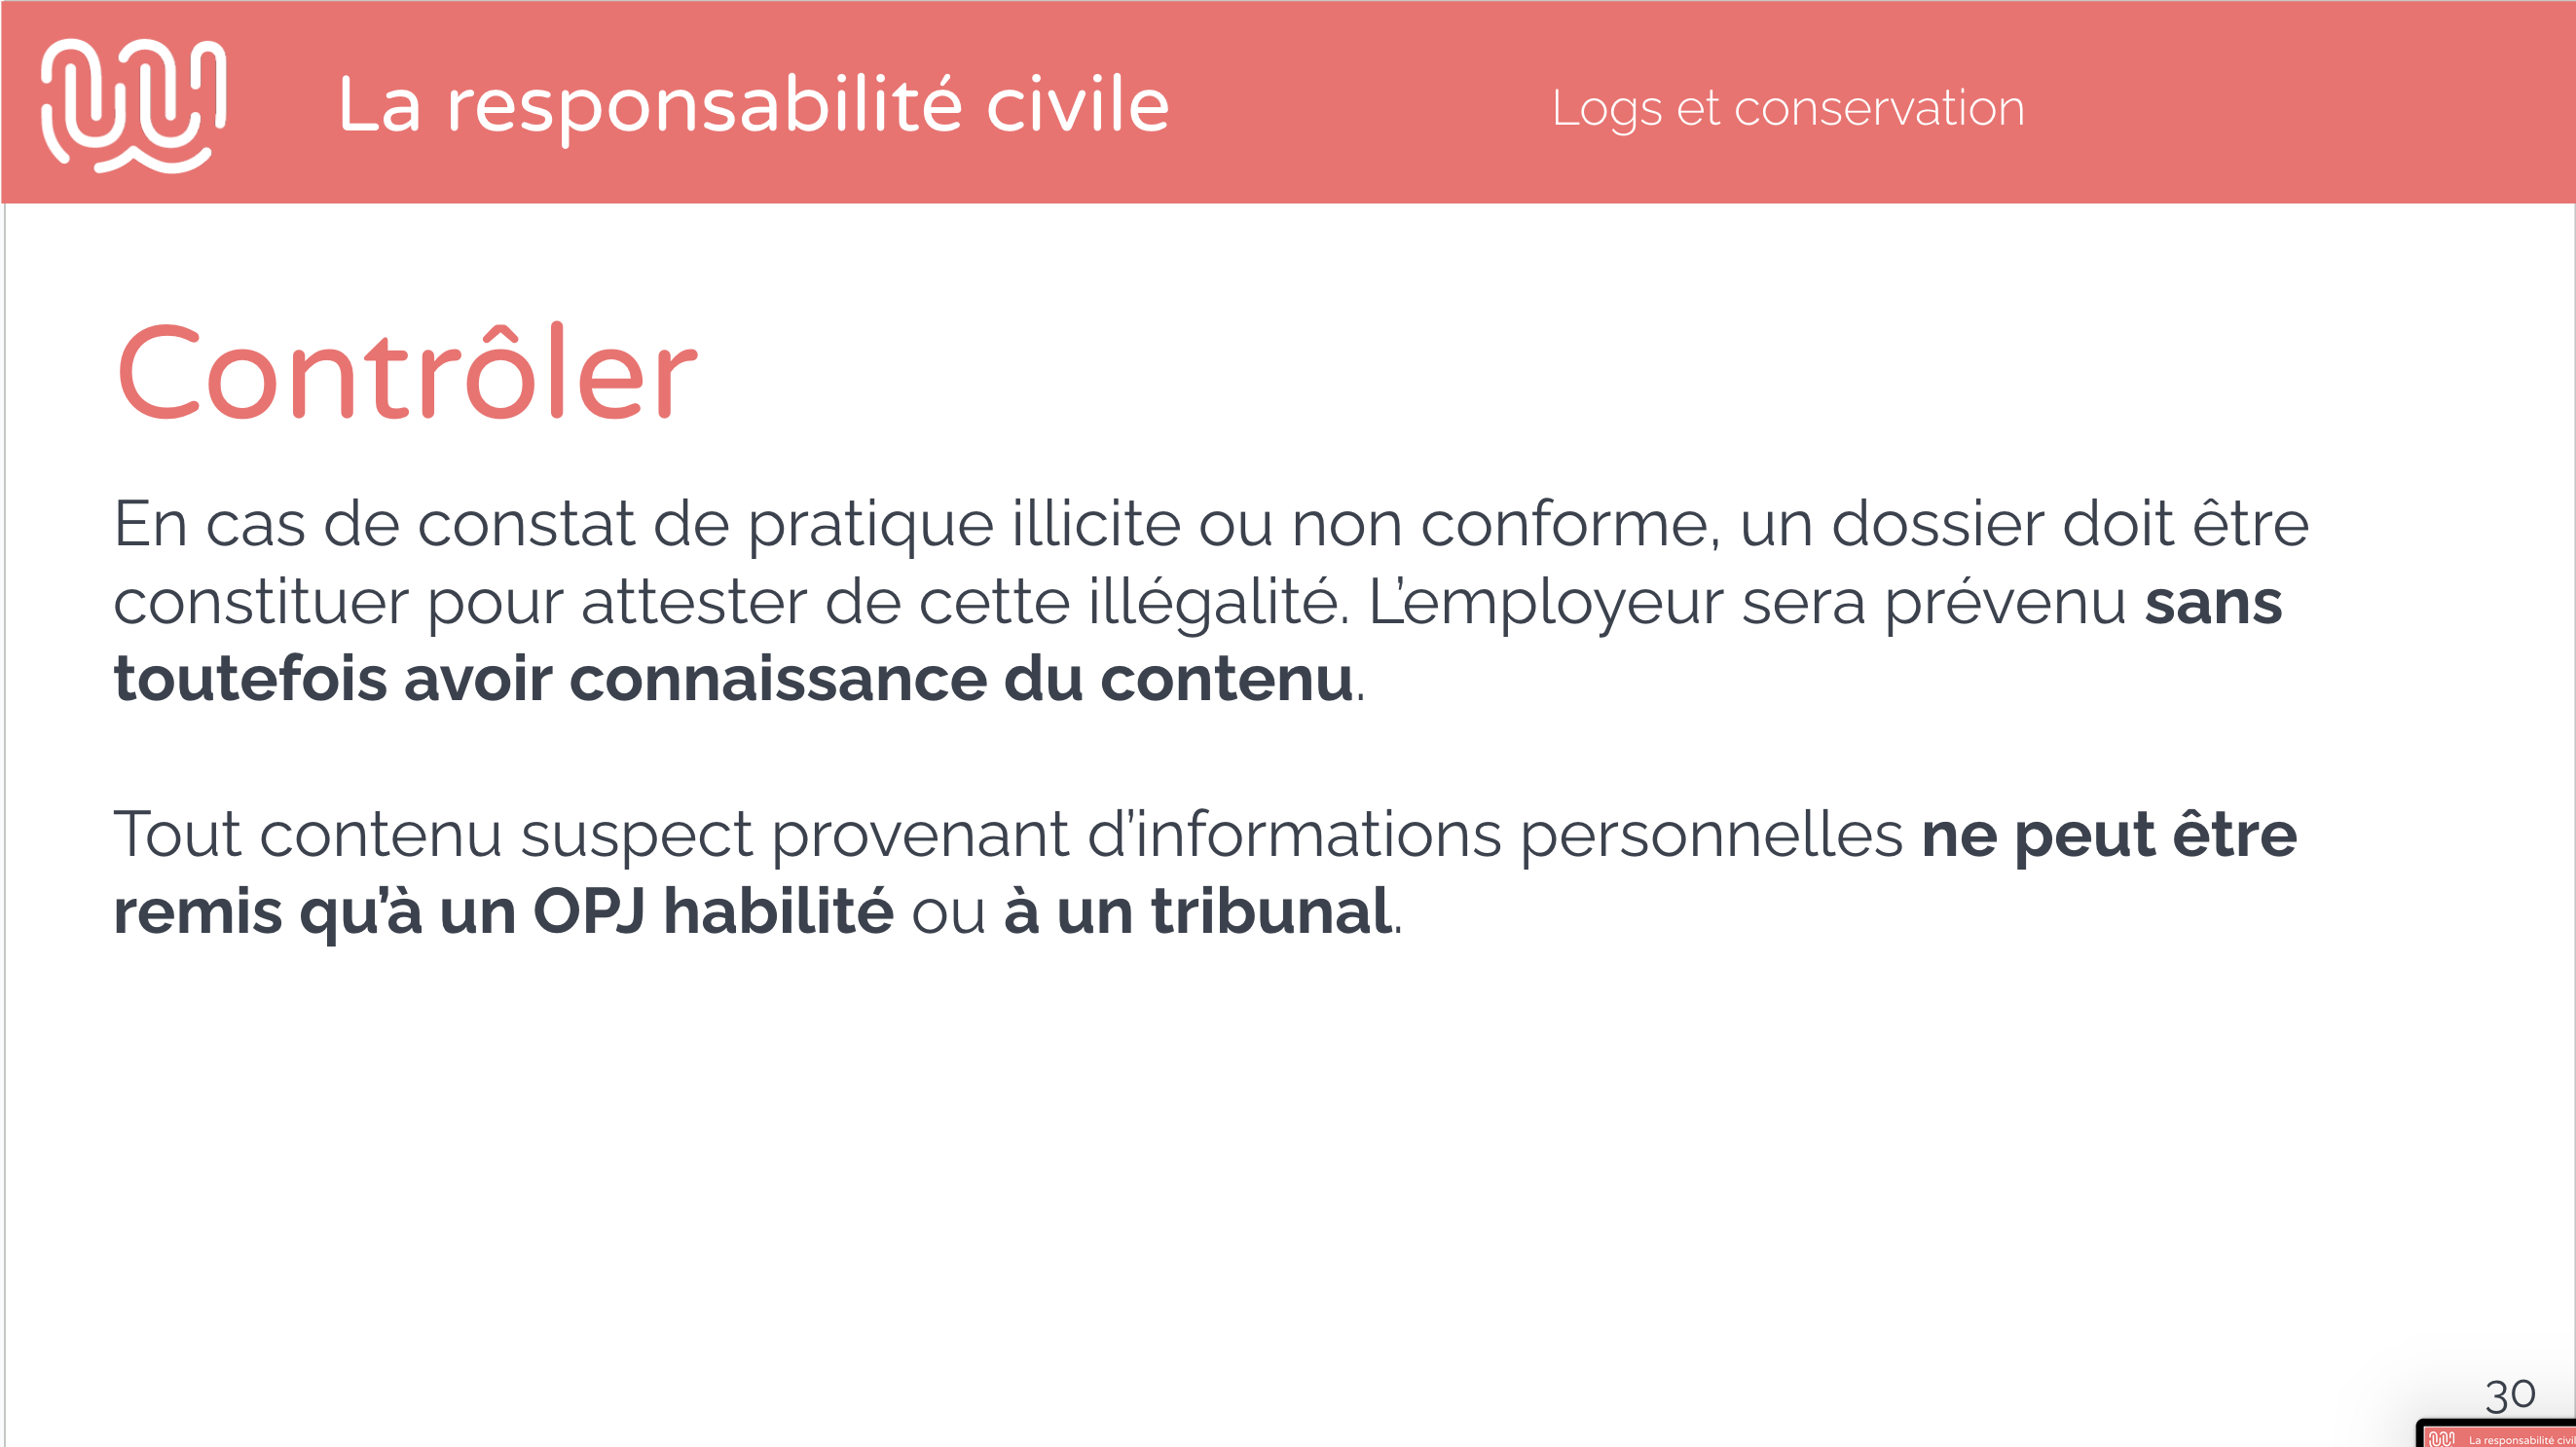 La responsabilité civile
Logs et conservation
Contrôler
En cas de constat de pratique illicite ou non conforme, un dossier doit être
constituer pour attester de cette illégalité. L'employeur sera prévenu sans
toutefois avoir connaissance du contenu.
Tout contenu suspect provenant d'informations personnelles ne peut être
remis qu'à un OPJ habilité ou à un tribunal.
30
La responsabilité